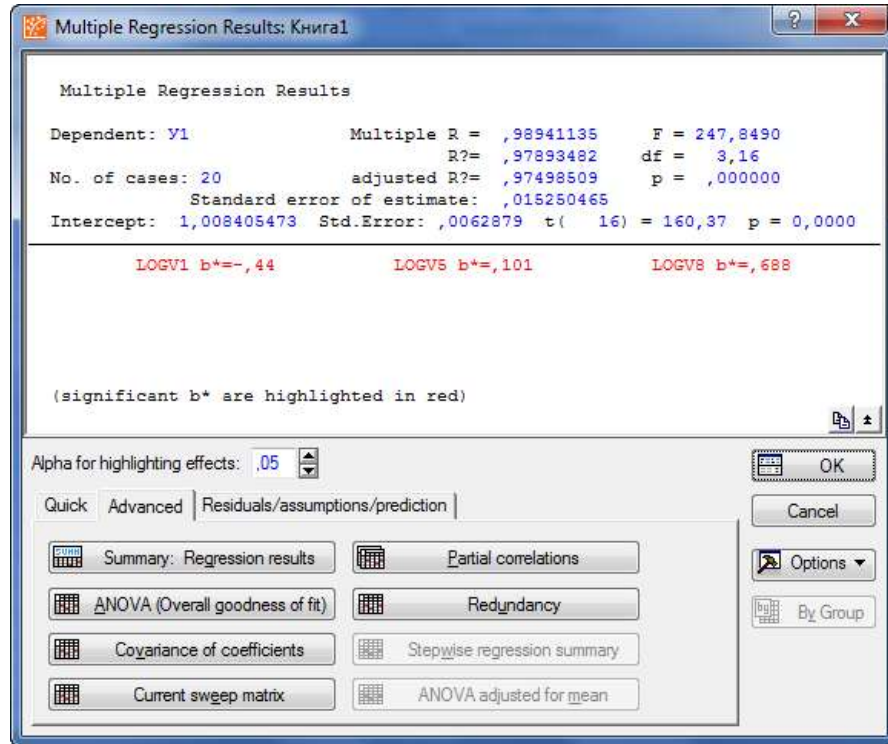 Multiple Regression Results: Книга1
Multiple Regression Results
Dependent: У1 Multiple R = ,98941135 F = 247,8490
R?= ,97893482 df = 3,16
No. of cases: 20 adjusted R?= ,97498509 p = ,000000
Standard error of estimate: ,015250465
Intercept: 1,008405473 Std.Error: ,0062879 t( 16) = 160,37 p = 0,0000
LOGV1 b*=-,44 LOGV5 b*=,101 LOGV8 b*=,688
(significant b* are highlighted in red)
Alpha for highlighting effects: ,05
OK
Quick Advanced Residuals/assumptions/prediction
Cancel
Summary: Regression results Partial correlations
Options
ANOVA (Overall goodness of fit) Redundancy
By Group
Covariance of coefficients Stepwise regression summary
Current sweep matrix ANOVA adjusted for mean